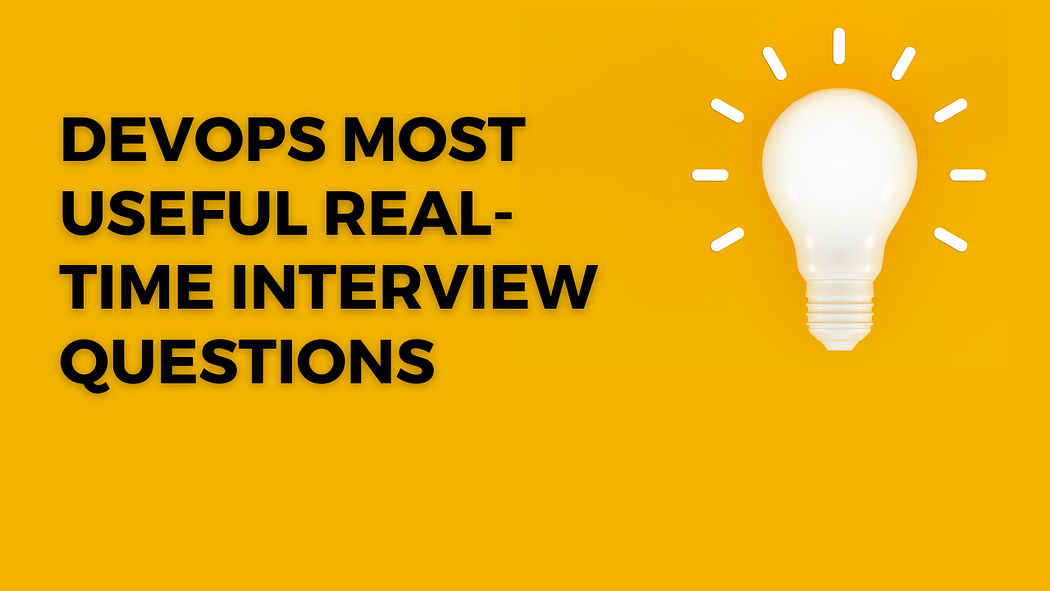 DEVOPS MOST
USEFUL REAL-
TIME INTERVIEW
QUESTIONS